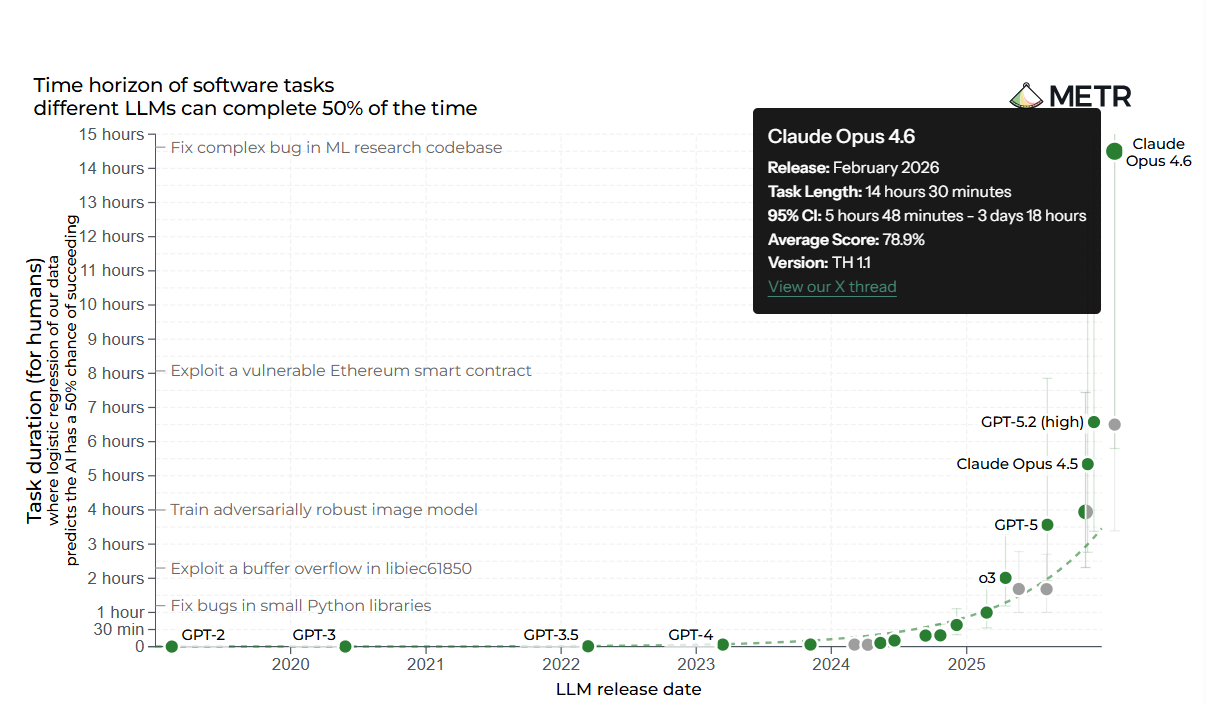 Time horizon of software tasks
different LLMs can complete 50% of the time
METR
Claude Opus 4.6
Release: February 2026
Task Length: 14 hours 30 minutes
95% CI: 5 hours 48 minutes - 3 days 18 hours
Average Score: 78.9%
Version: TH 1.1
View our X thread
Claude
Opus 4.6
Task duration (for humans)
where logistic regression of our data
predicts the AI has a 50% chance of succeeding
15 hours
Fix complex bug in ML research codebase
14 hours
13 hours
12 hours
11 hours
10 hours
9 hours
8 hours
Exploit a vulnerable Ethereum smart contract
7 hours
GPT-5.2 (high)
6 hours
Claude Opus 4.5
5 hours
4 hours
Train adversarially robust image model
GPT-5
3 hours
Exploit a buffer overflow in libiec61850
2 hours
o3
Fix bugs in small Python libraries
1 hour
30 min
0
GPT-2
GPT-3
GPT-3.5
GPT-4
2020
2021
2022
2023
2024
2025
LLM release date